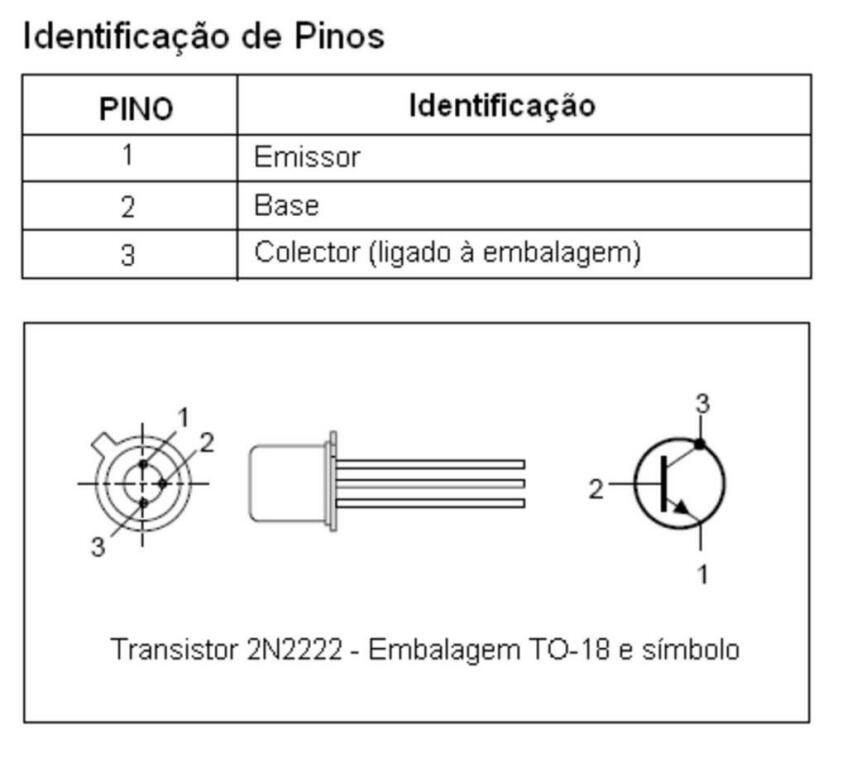 Identificação de Pinos
PINO Identificação
1 Emissor
2 Base
3 Colector (ligado à embalagem)
1
2
3
3
2
1
Transistor 2N2222 - Embalagem TO-18 e símbolo